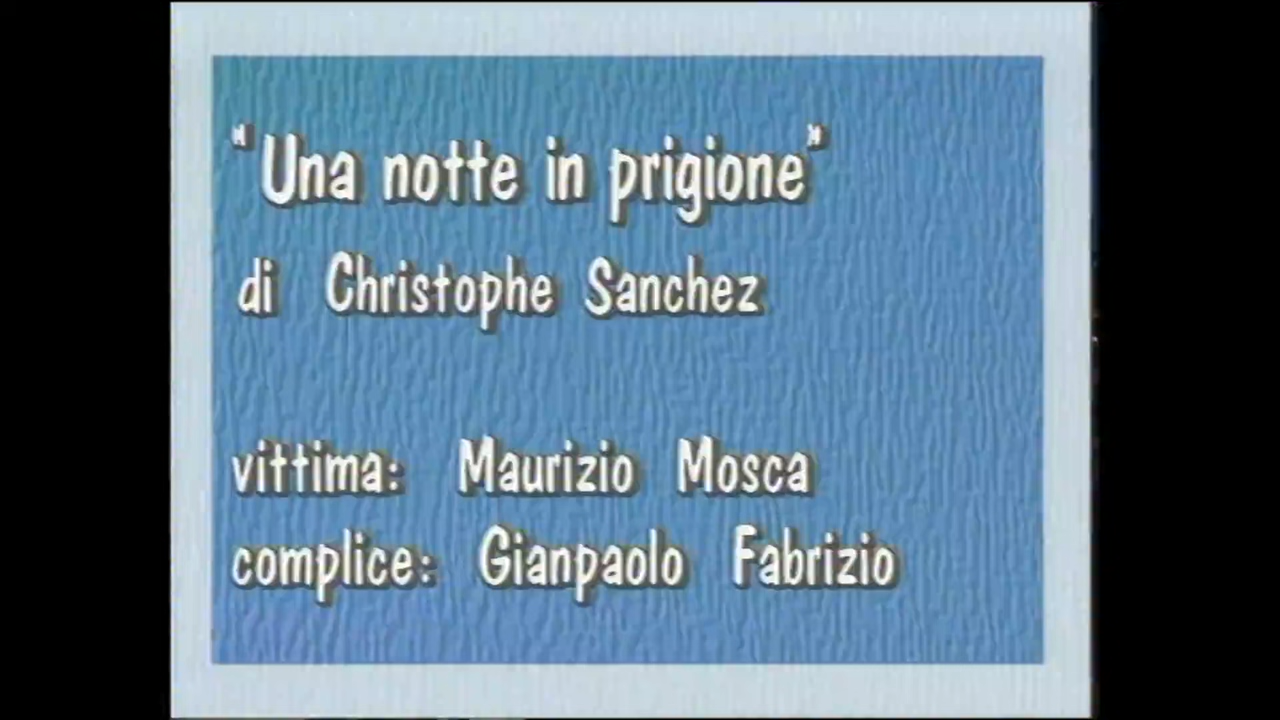 "Una notte in prigione"
di Christophe Sanchez
vittima: Maurizio Mosca
complice: Gianpaolo Fabrizio